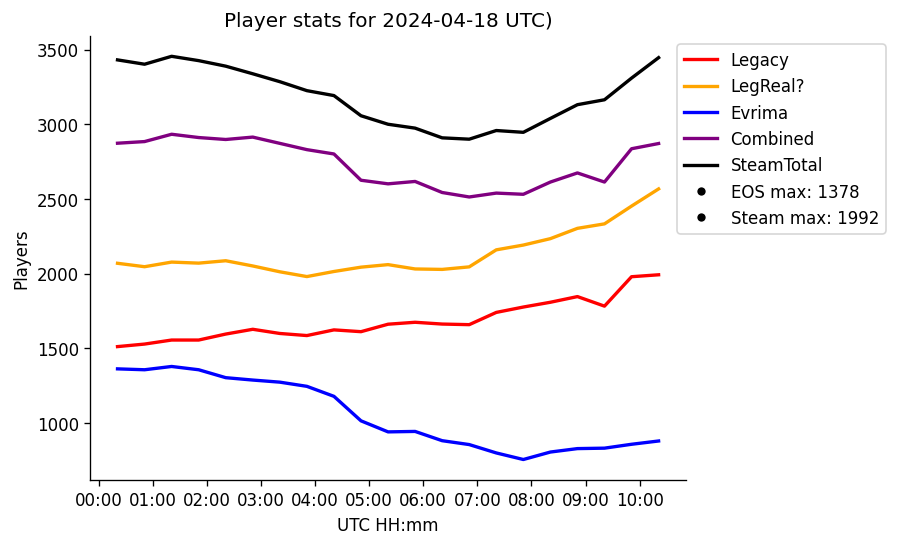 Player stats for 2024-04-18 UTC)
3500
3000
2500
2000
1500
1000
Players
00:00 01:00 02:00 03:00 04:00 05:00 06:00 07:00 08:00 09:00 10:00
UTC HH:mm
Legacy
LegReal?
Evrima
Combined
SteamTotal
EOS max: 1378
Steam max: 1992